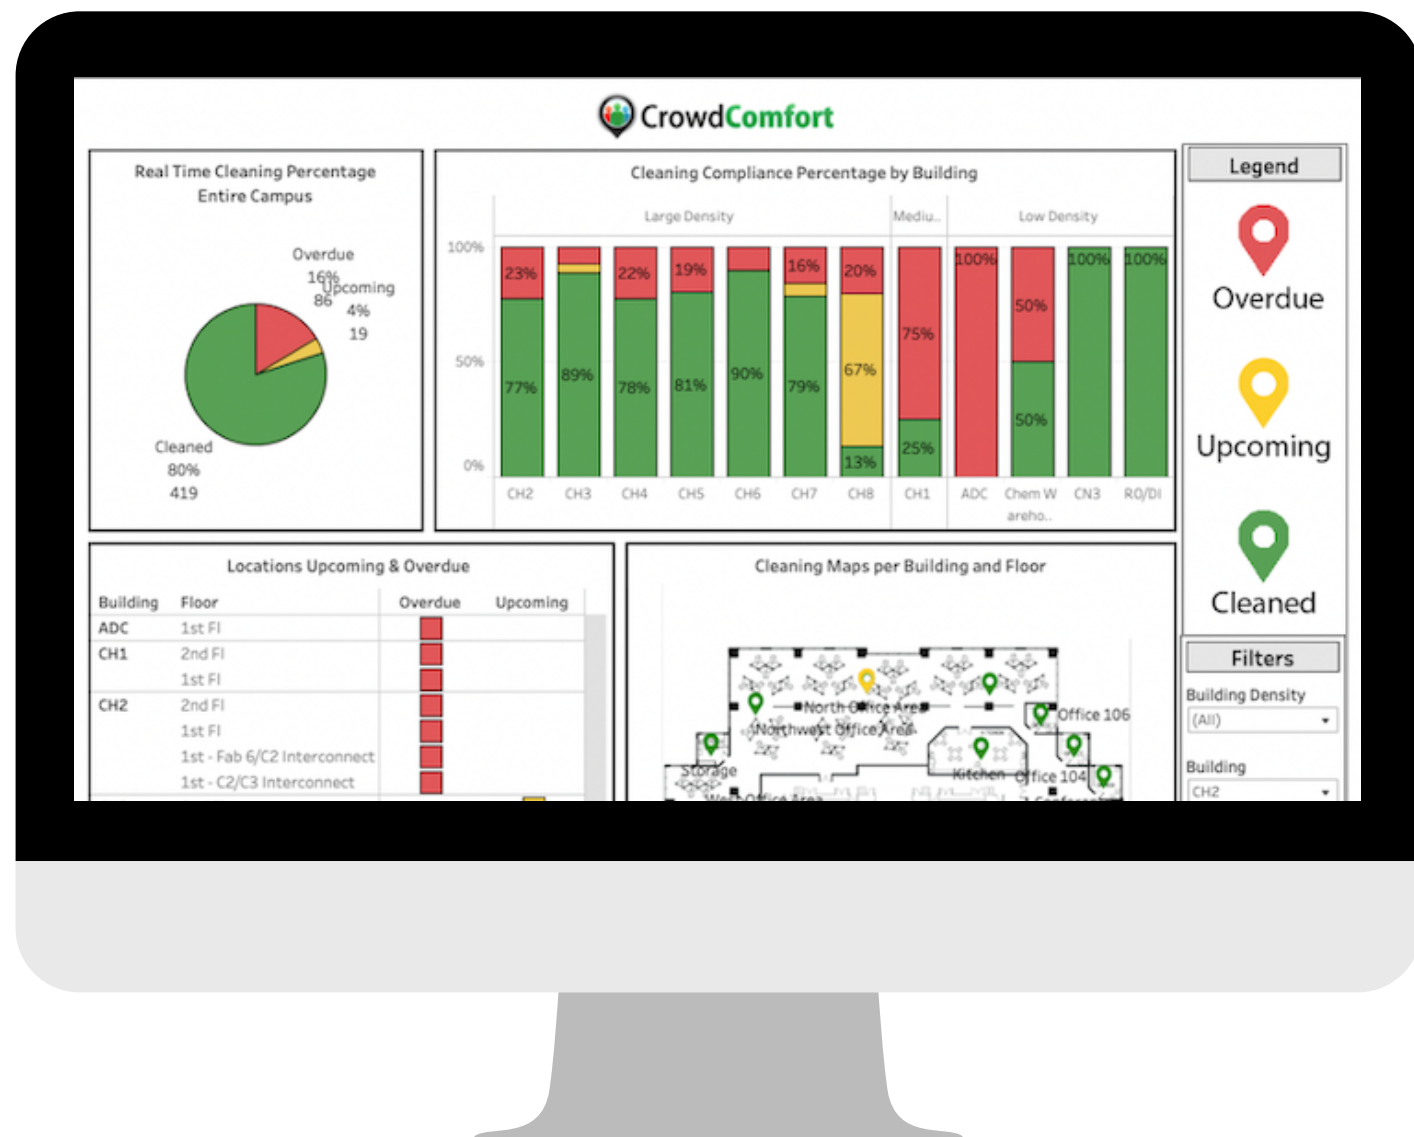 CrowdComfort
Real Time Cleaning Percentage
Entire Campus
Overdue
16%
86
Upcoming
4%
19
Cleaned
80%
419
Cleaning Compliance Percentage by Building
Large Density
Mediu..
Low Density
100%
50%
0%
23%
22%
19%
16%
20%
75%
100%
50%
100%
100%
77%
89%
78%
81%
90%
79%
67%
13%
25%
50%
CH2
CH3
CH4
CH5
CH6
CH7
CH8
CH1
ADC
Chem W
areho..
CN3
RO/DI
Legend
Overdue
Upcoming
Cleaned
Locations Upcoming & Overdue
Building Floor Overdue Upcoming
ADC 1st Fl
CH1 2nd Fl
1st Fl
CH2 2nd Fl
1st Fl
1st - Fab 6/C2 Interconnect
1st - C2/C3 Interconnect
Cleaning Maps per Building and Floor
North Office Area
Office 106
Northwest Office Area
Storage
Kitchen
Office 104
West Office Area
Filters
Building Density
(All)
Building
CH2